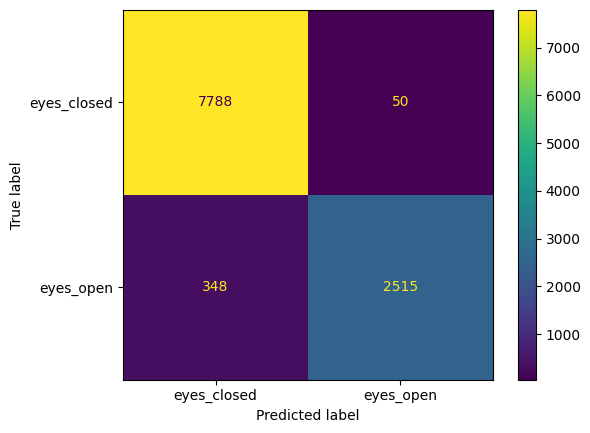 eyes_closed
eyes_open
True label
7788
50
348
2515
eyes_closed
eyes_open
Predicted label
7000
6000
5000
4000
3000
2000
1000